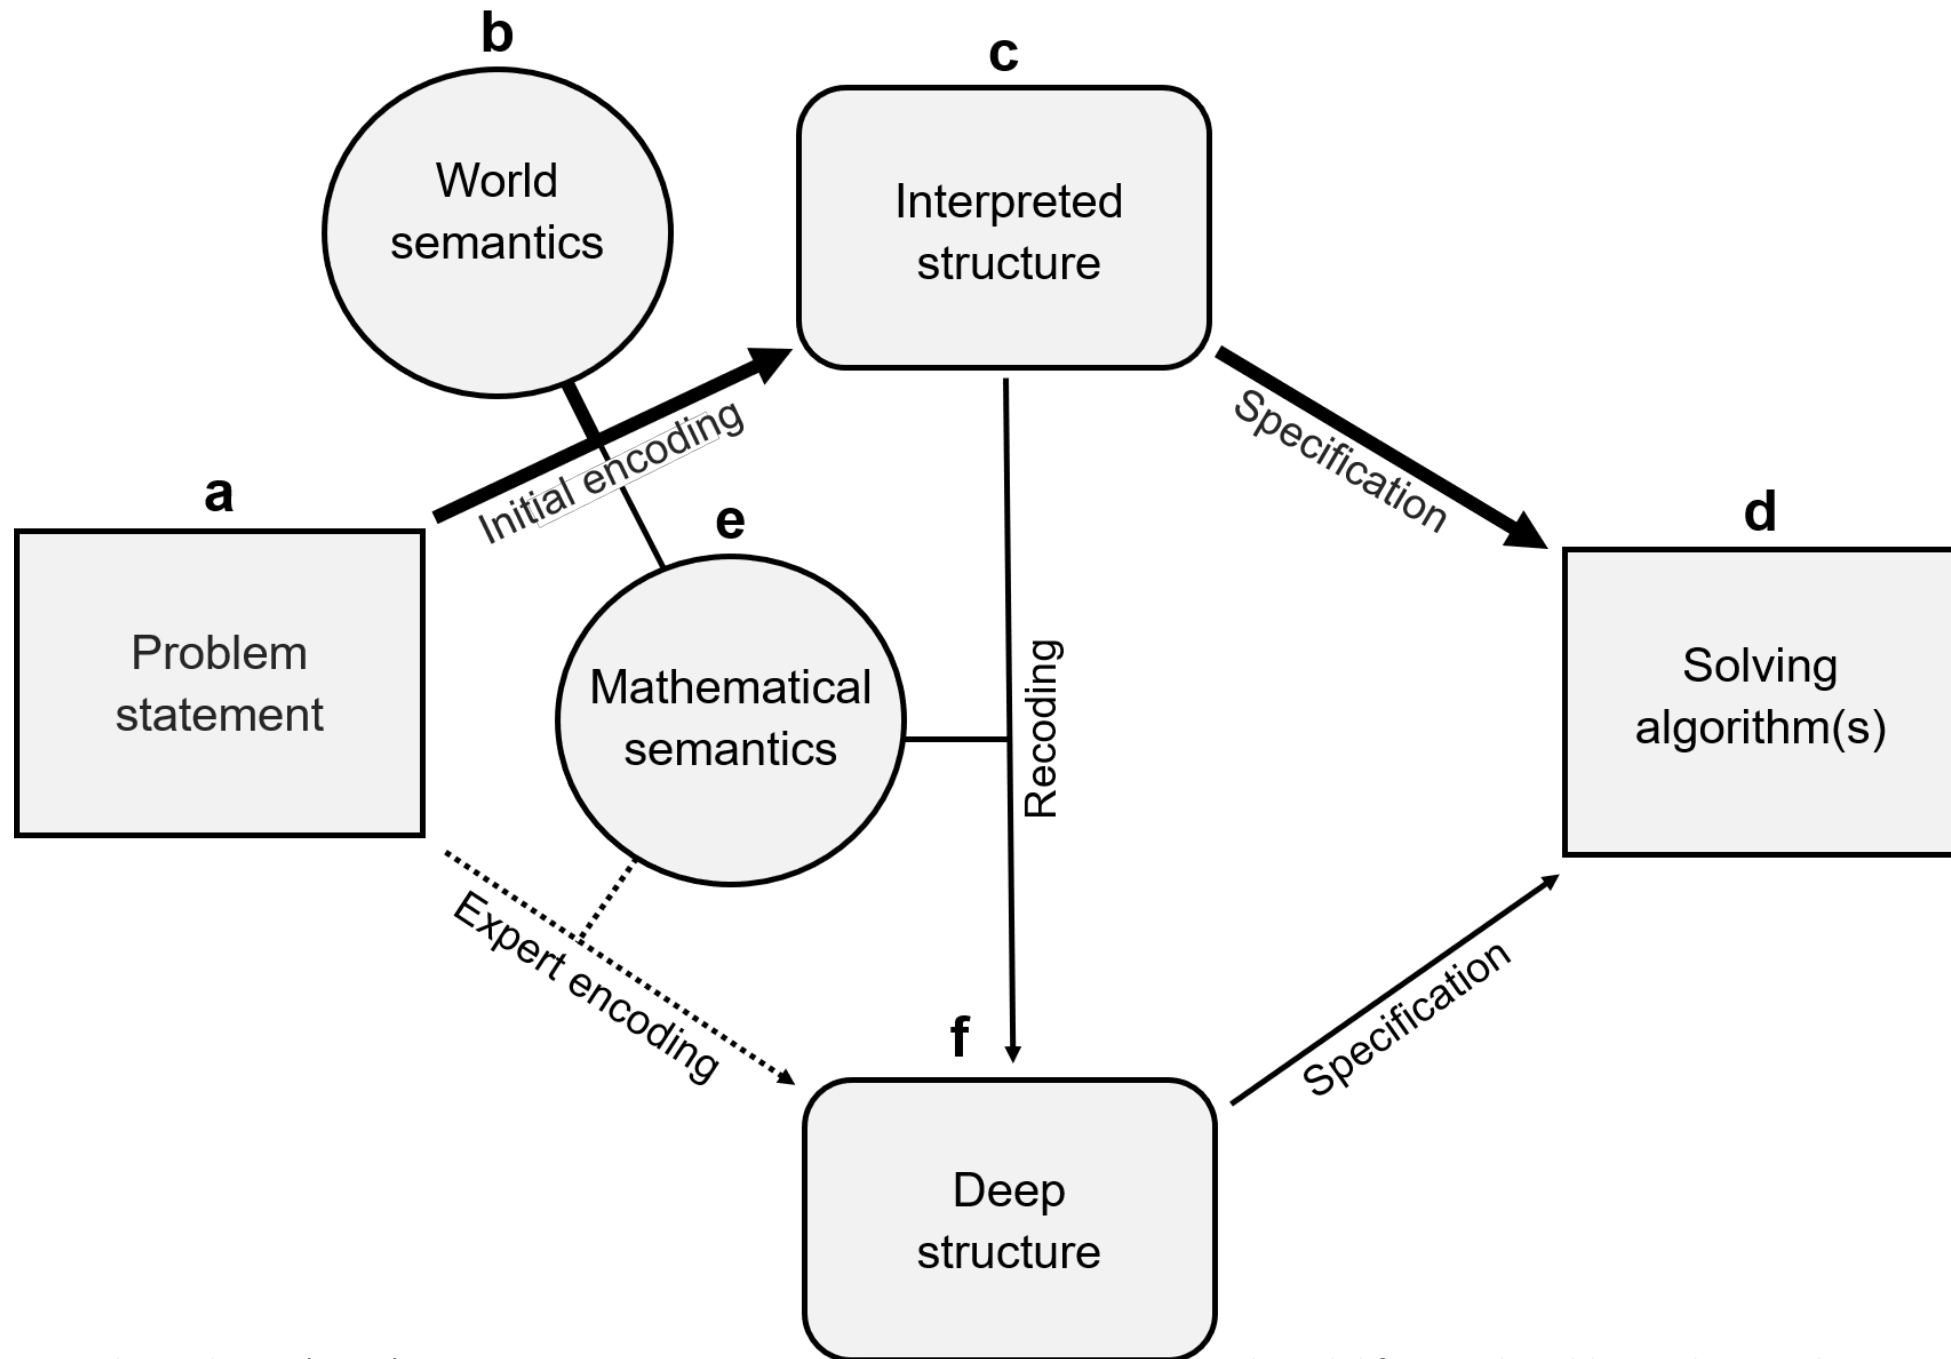 b
World
semantics
c
Interpreted
structure
Initial encoding
Specification
a
Problem
statement
e
Mathematical
semantics
Recoding
d
Solving
algorithm(s)
Expert encoding
f
Deep
structure
Specification